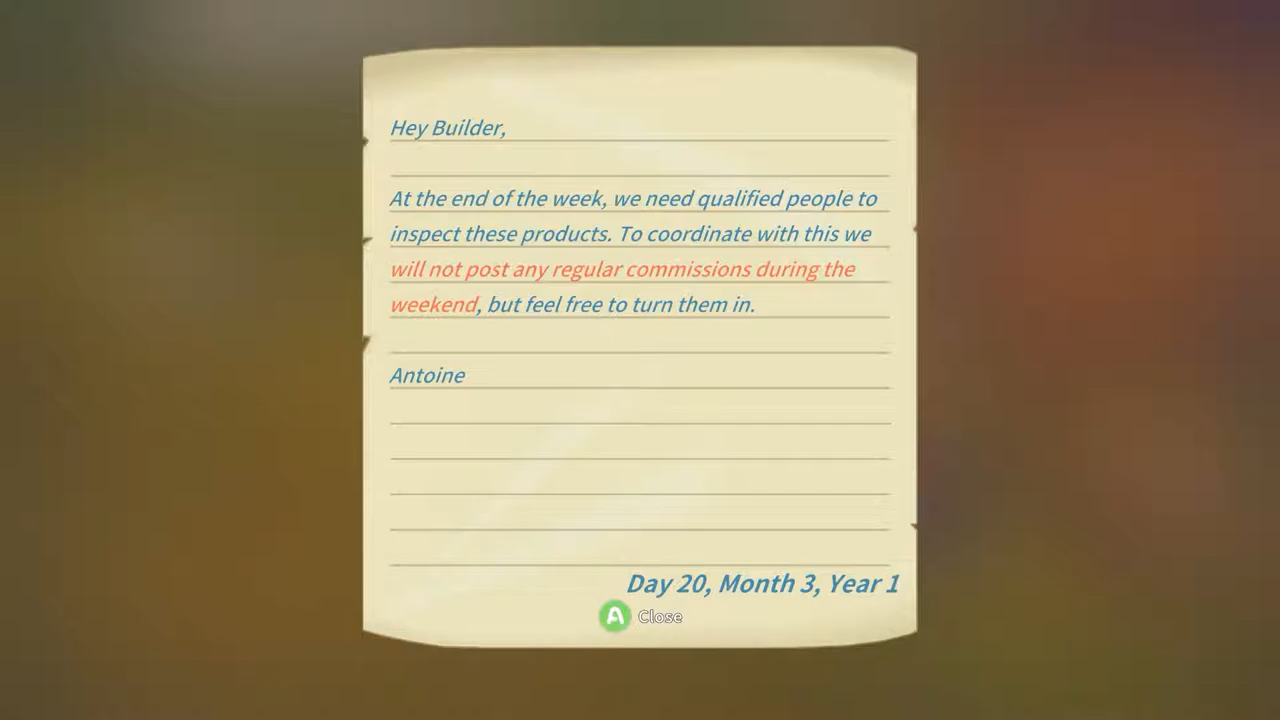 Hey Builder,
At the end of the week, we need qualified people to
inspect these products. To coordinate with this we
will not post any regular commissions during the
weekend, but feel free to turn them in.
Antoine
Day 20, Month 3, Year 1
A Close